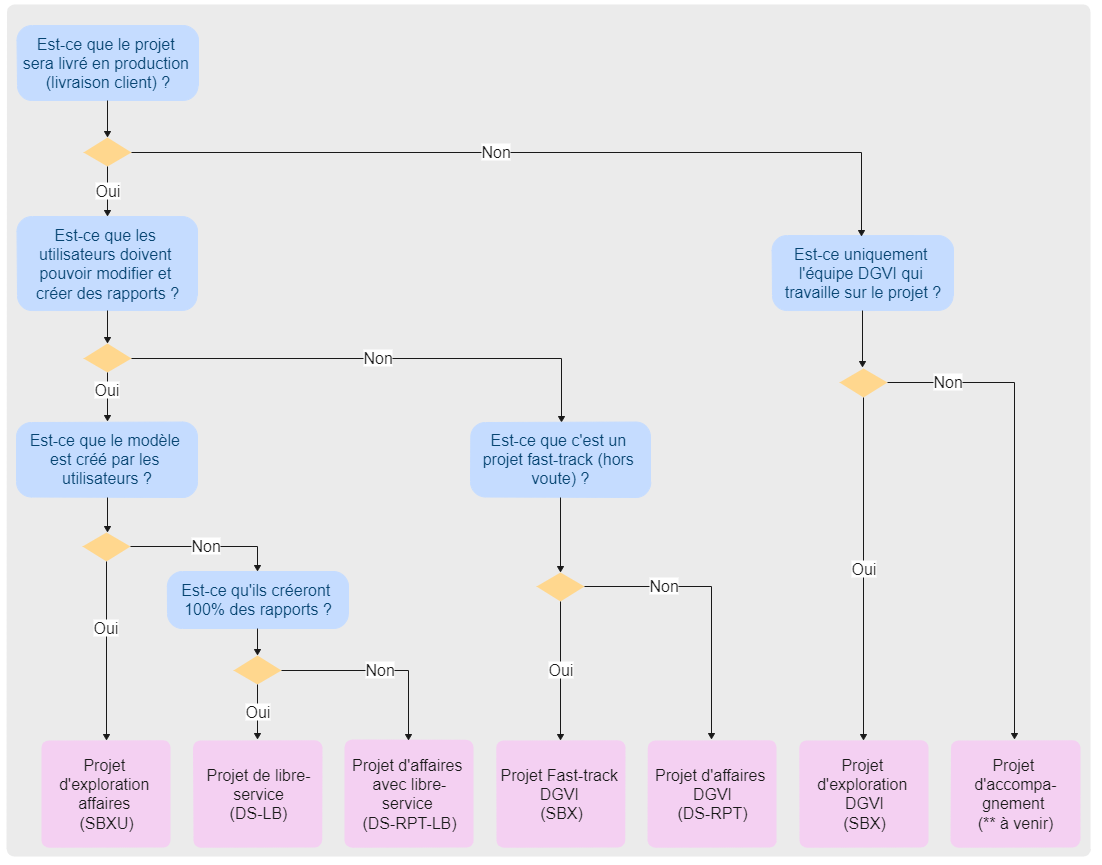 Est-ce que le projet
sera livré en production
(livraison client) ?
Non
Oui
Est-ce que les
utilisateurs doivent
pouvoir modifier et
créer des rapports ?
Est-ce uniquement
l'équipe DGVI qui
travaille sur le projet ?
Non
Oui
Non
Est-ce que le modèle
est créé par les
utilisateurs ?
Est-ce que c'est un
projet fast-track (hors
voute) ?
Non
Oui
Est-ce qu'ils créeront
100% des rapports ?
Non
Oui
Non
Oui
Oui
Projet
d'exploration
affaires
(SBXU)
Projet de libre-
service
(DS-LB)
Projet d'affaires
avec libre-
service
(DS-RPT-LB)
Projet Fast-track
DGVI
(SBX)
Projet d'affaires
DGVI
(DS-RPT)
Projet
d'exploration
DGVI
(SBX)
Projet
d'accompa-
gnement
(** à venir)